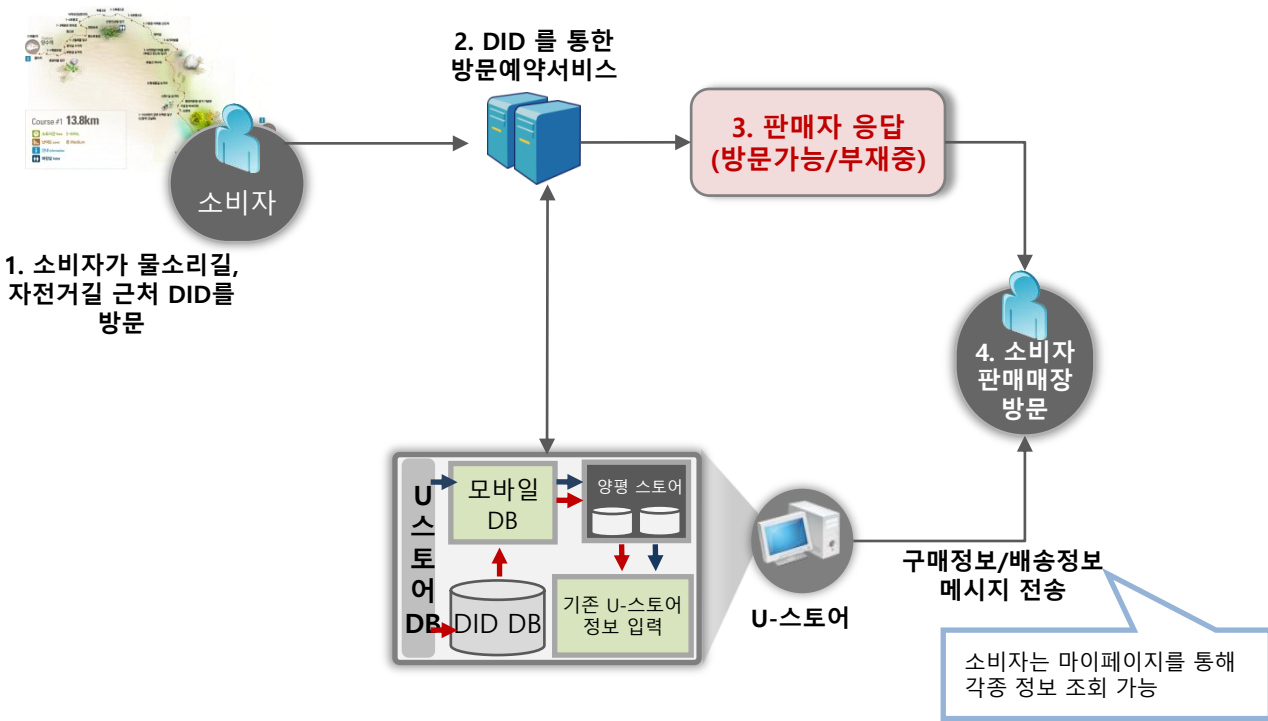 Course #1 13.8km
소비자
1. 소비자가 물소리길,
자전거길 근처 DID를
방문
2. DID 를 통한
방문예약서비스
3. 판매자 응답
(방문가능/부재중)
4. 소비자
판매매장
방문
U
스
토
어
DB
모바일
DB
양평 스토어
DID DB
기존 U-스토어
정보 입력
U-스토어
구매정보/배송정보
메시지 전송
소비자는 마이페이지를 통해
각종 정보 조회 가능